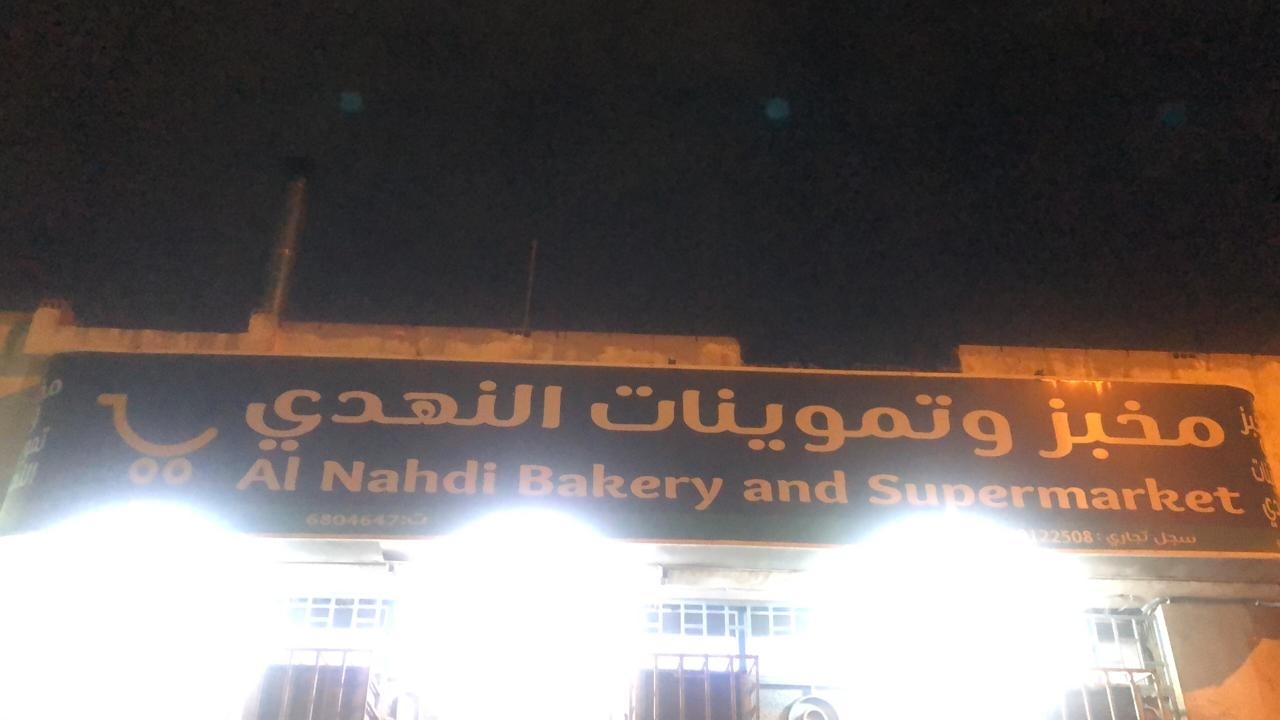 مخبز وتموينات النهدي
Al Nahdi Bakery and Supermarket
ت:6804647
سجل تجاري :